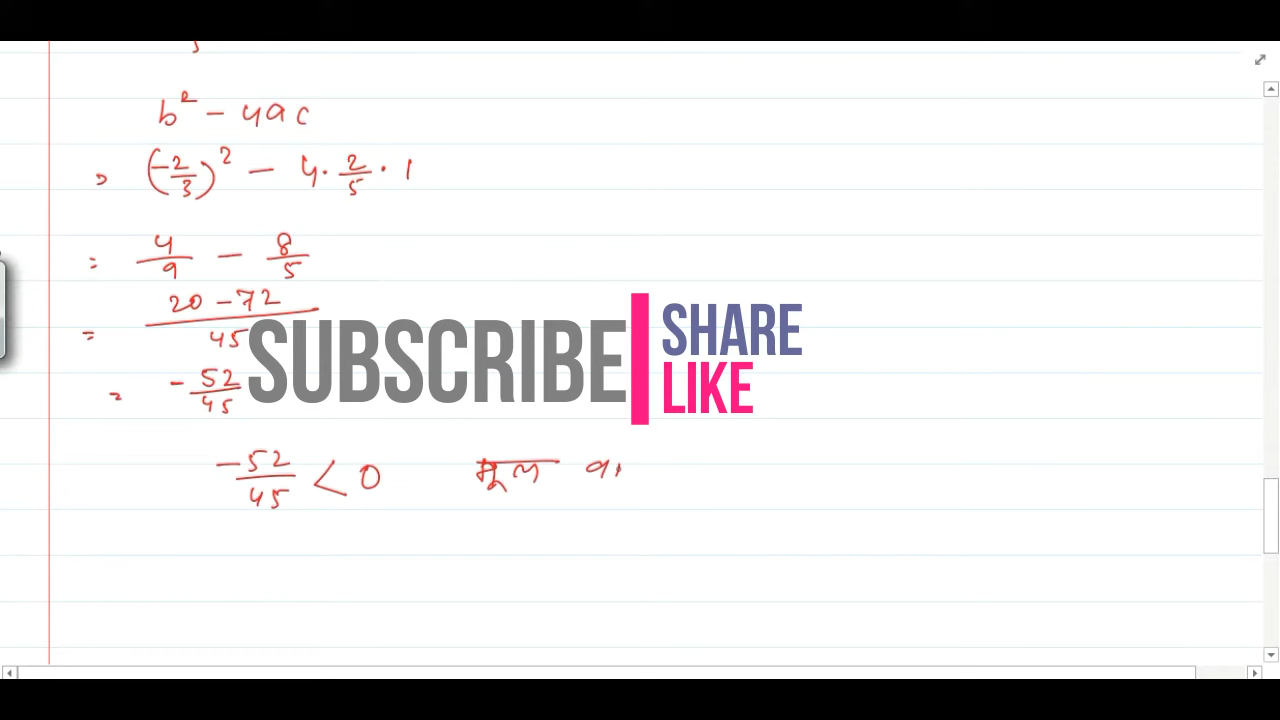 b² - 4ac
⇒ (-2/3)² - 4 · 2/5 · 1
= 4/9 - 8/5
= 20 - 72 / 45
= -52/45
SUBSCRIBE
SHARE
LIKE
-52/45 < 0 मूल